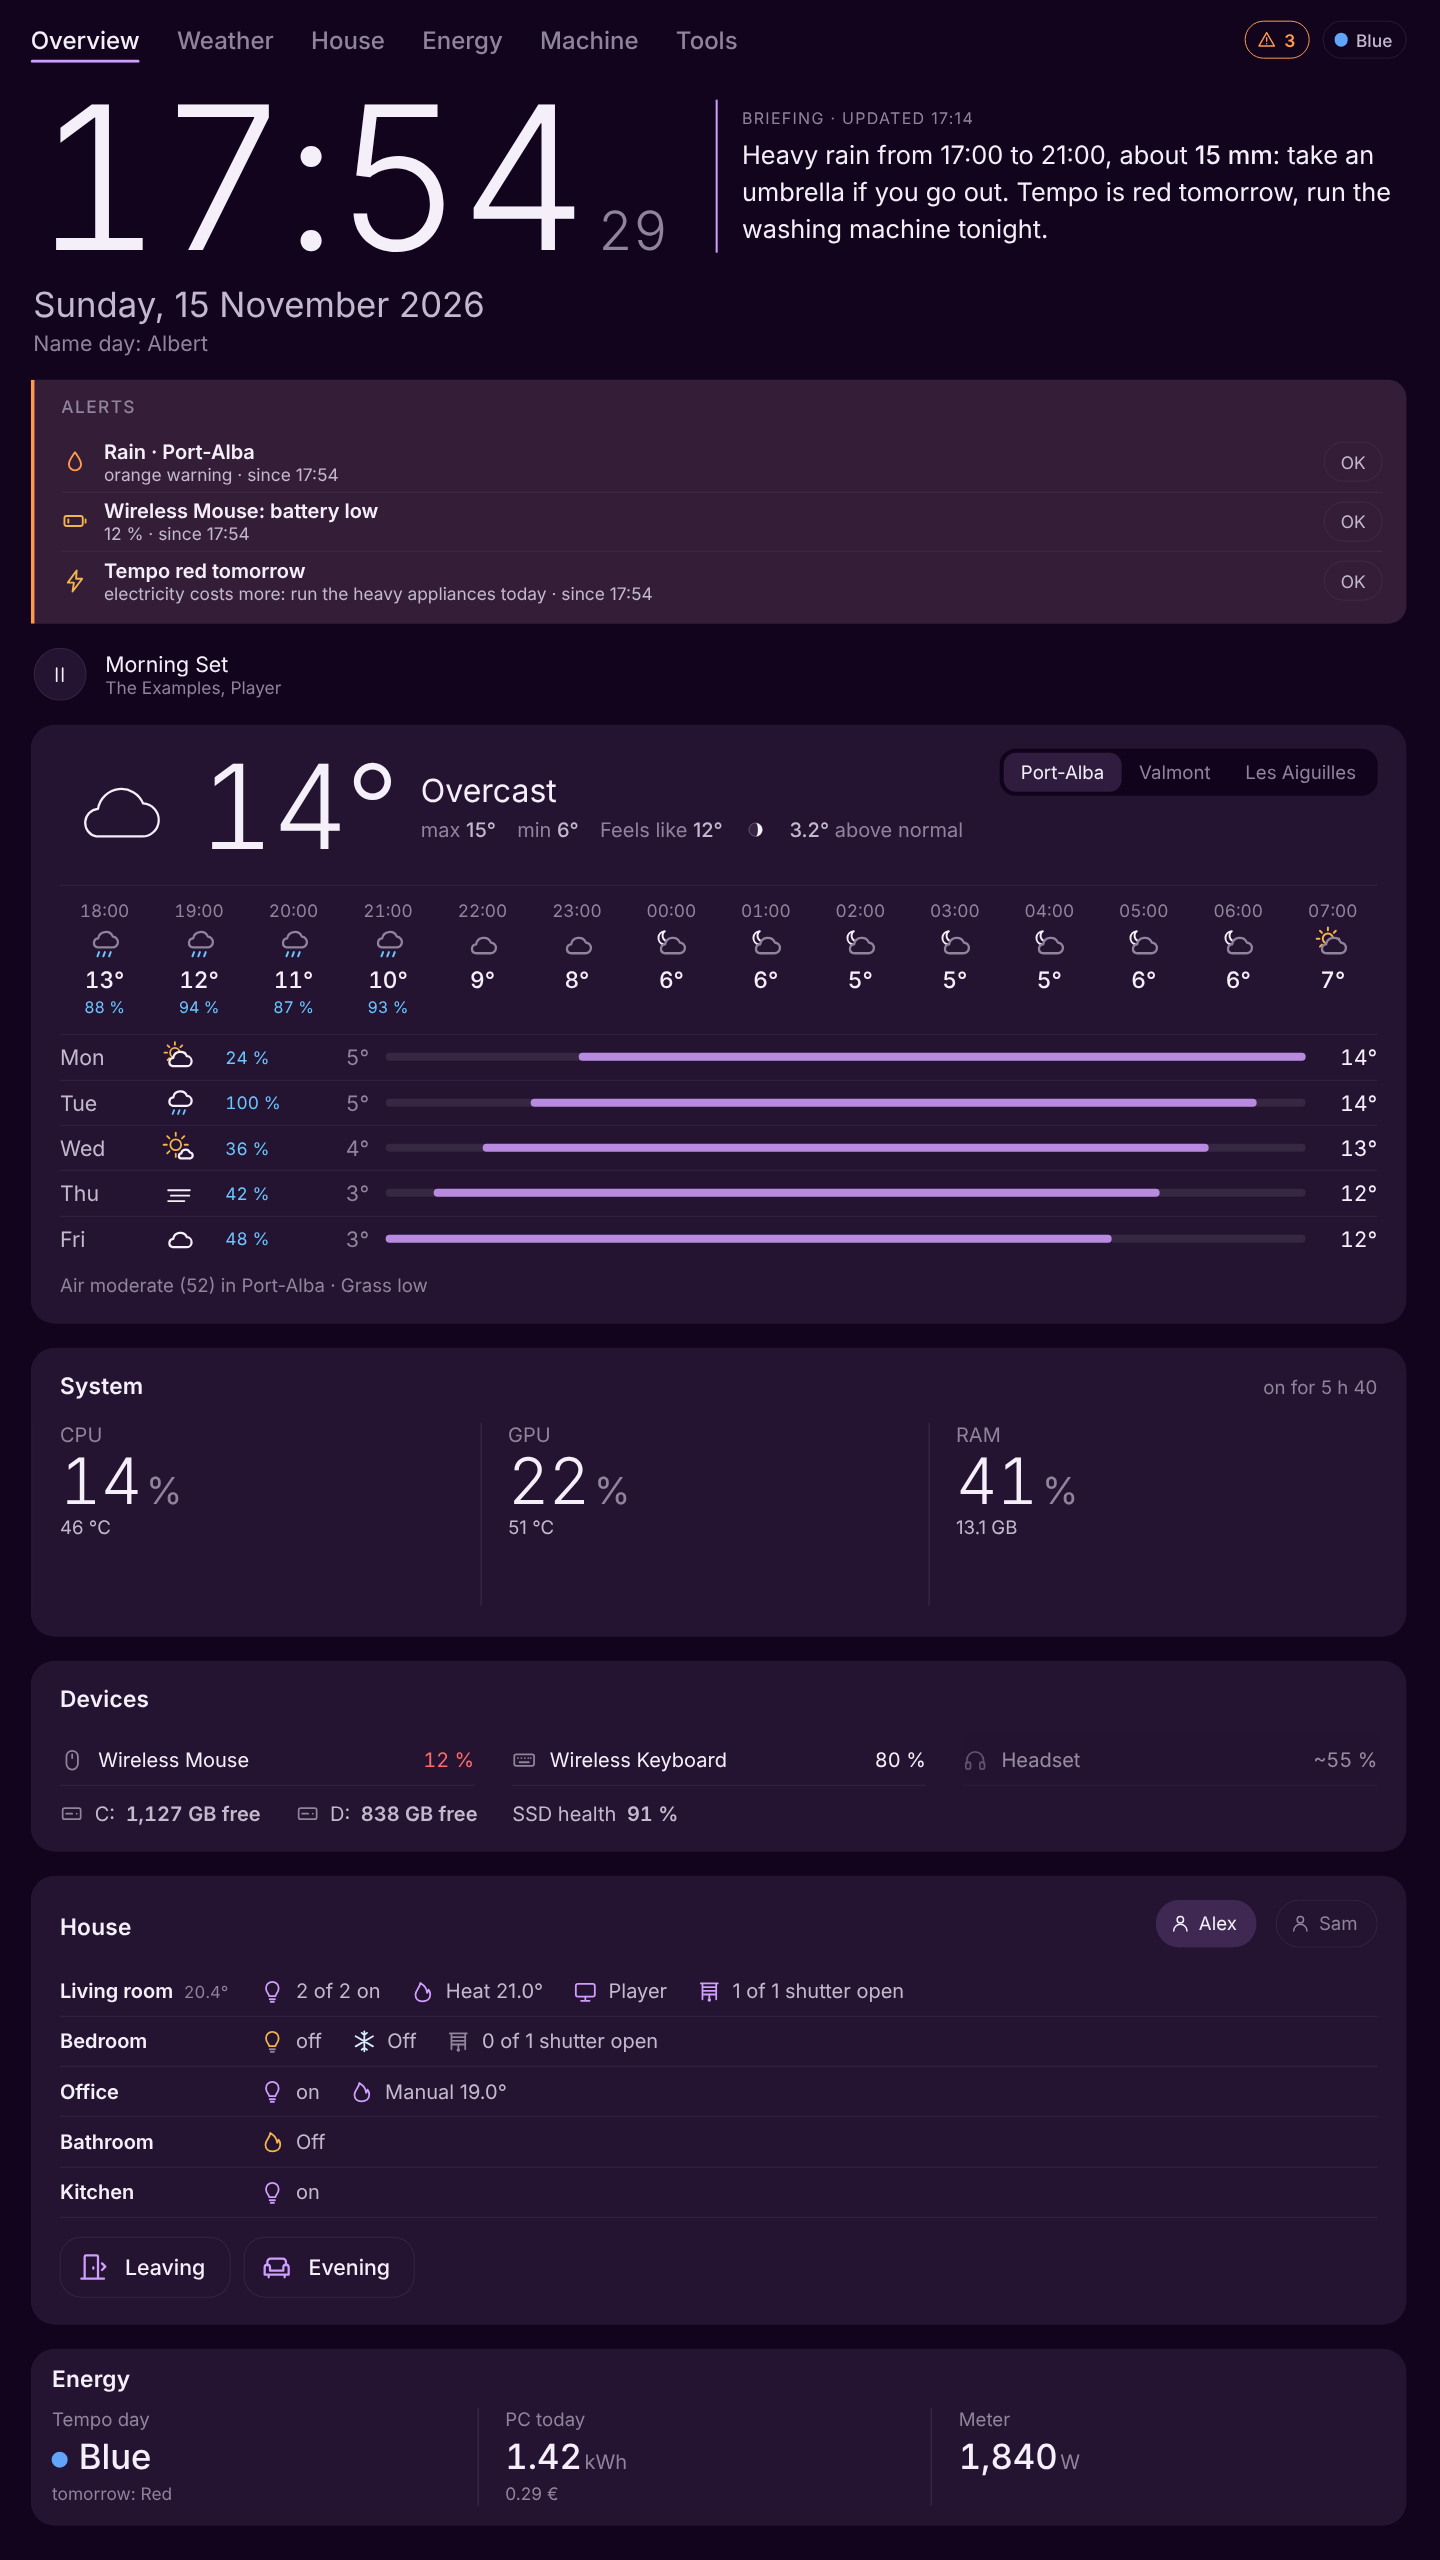 Overview Weather House Energy Machine Tools 3 Blue
17:54 29
BRIEFING · UPDATED 17:14
Heavy rain from 17:00 to 21:00, about 15 mm: take an
umbrella if you go out. Tempo is red tomorrow, run the
washing machine tonight.
Sunday, 15 November 2026
Name day: Albert
ALERTS
Rain · Port-Alba
orange warning · since 17:54
OK
Wireless Mouse: battery low
12 % · since 17:54
OK
Tempo red tomorrow
electricity costs more: run the heavy appliances today · since 17:54
OK
Morning Set
The Examples, Player
14° Overcast
max 15° min 6° Feels like 12° 3.2° above normal
Port-Alba Valmont Les Aiguilles
18:00 19:00 20:00 21:00 22:00 23:00 00:00 01:00 02:00 03:00 04:00 05:00 06:00 07:00
13° 12° 11° 10° 9° 8° 6° 6° 5° 5° 5° 6° 6° 7°
88 % 94 % 87 % 93 %
Mon 24 % 5° 14°
Tue 100 % 5° 14°
Wed 36 % 4° 13°
Thu 42 % 3° 12°
Fri 48 % 3° 12°
Air moderate (52) in Port-Alba · Grass low
System on for 5 h 40
CPU GPU RAM
14 % 22 % 41 %
46 °C 51 °C 13.1 GB
Devices
Wireless Mouse 12 % Wireless Keyboard 80 % Headset ~55 %
C: 1,127 GB free D: 838 GB free SSD health 91 %
House Alex Sam
Living room 20.4° 2 of 2 on Heat 21.0° Player 1 of 1 shutter open
Bedroom off Off 0 of 1 shutter open
Office on Manual 19.0°
Bathroom Off
Kitchen on
Leaving Evening
Energy
Tempo day PC today Meter
Blue 1.42 kWh 1,840 W
tomorrow: Red 0.29 €